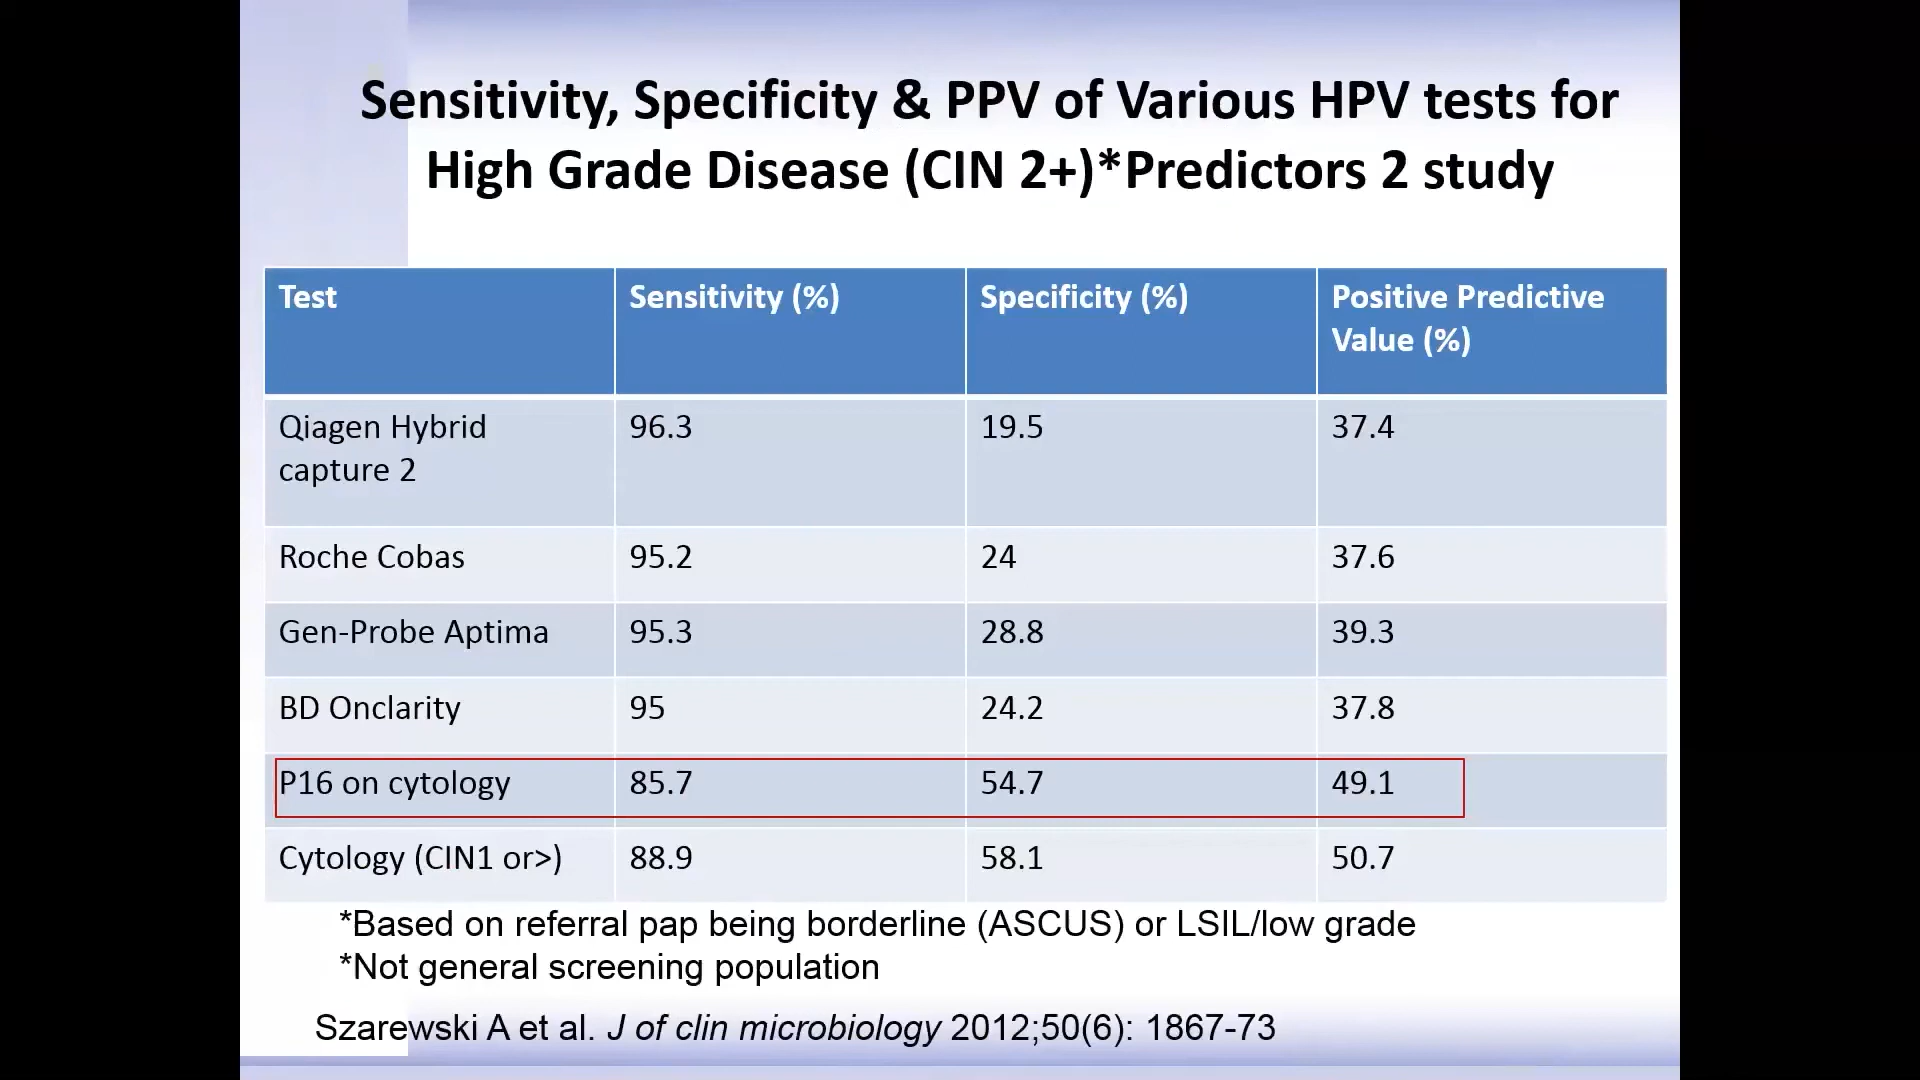 Sensitivity, Specificity & PPV of Various HPV tests for
High Grade Disease (CIN 2+)*Predictors 2 study
Test Sensitivity (%) Specificity (%) Positive Predictive
Value (%)
Qiagen Hybrid 96.3 19.5 37.4
capture 2
Roche Cobas 95.2 24 37.6
Gen-Probe Aptima 95.3 28.8 39.3
BD Onclarity 95 24.2 37.8
P16 on cytology 85.7 54.7 49.1
Cytology (CIN1 or>) 88.9 58.1 50.7
*Based on referral pap being borderline (ASCUS) or LSIL/low grade
*Not general screening population
Szarewski A et al. J of clin microbiology 2012;50(6): 1867-73